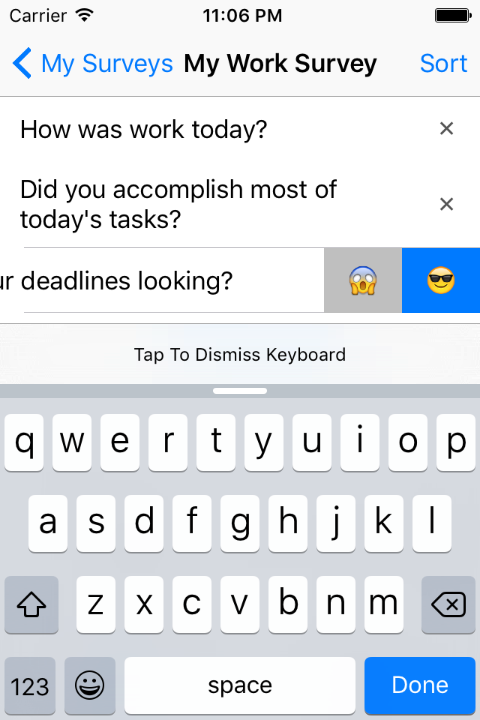 Carrier 11:06 PM
My Surveys My Work Survey Sort
How was work today?
Did you accomplish most of
today's tasks?
deadlines looking?
Tap To Dismiss Keyboard
q w e r t y u i o p
a s d f g h j k l
z x c v b n m
123 space Done